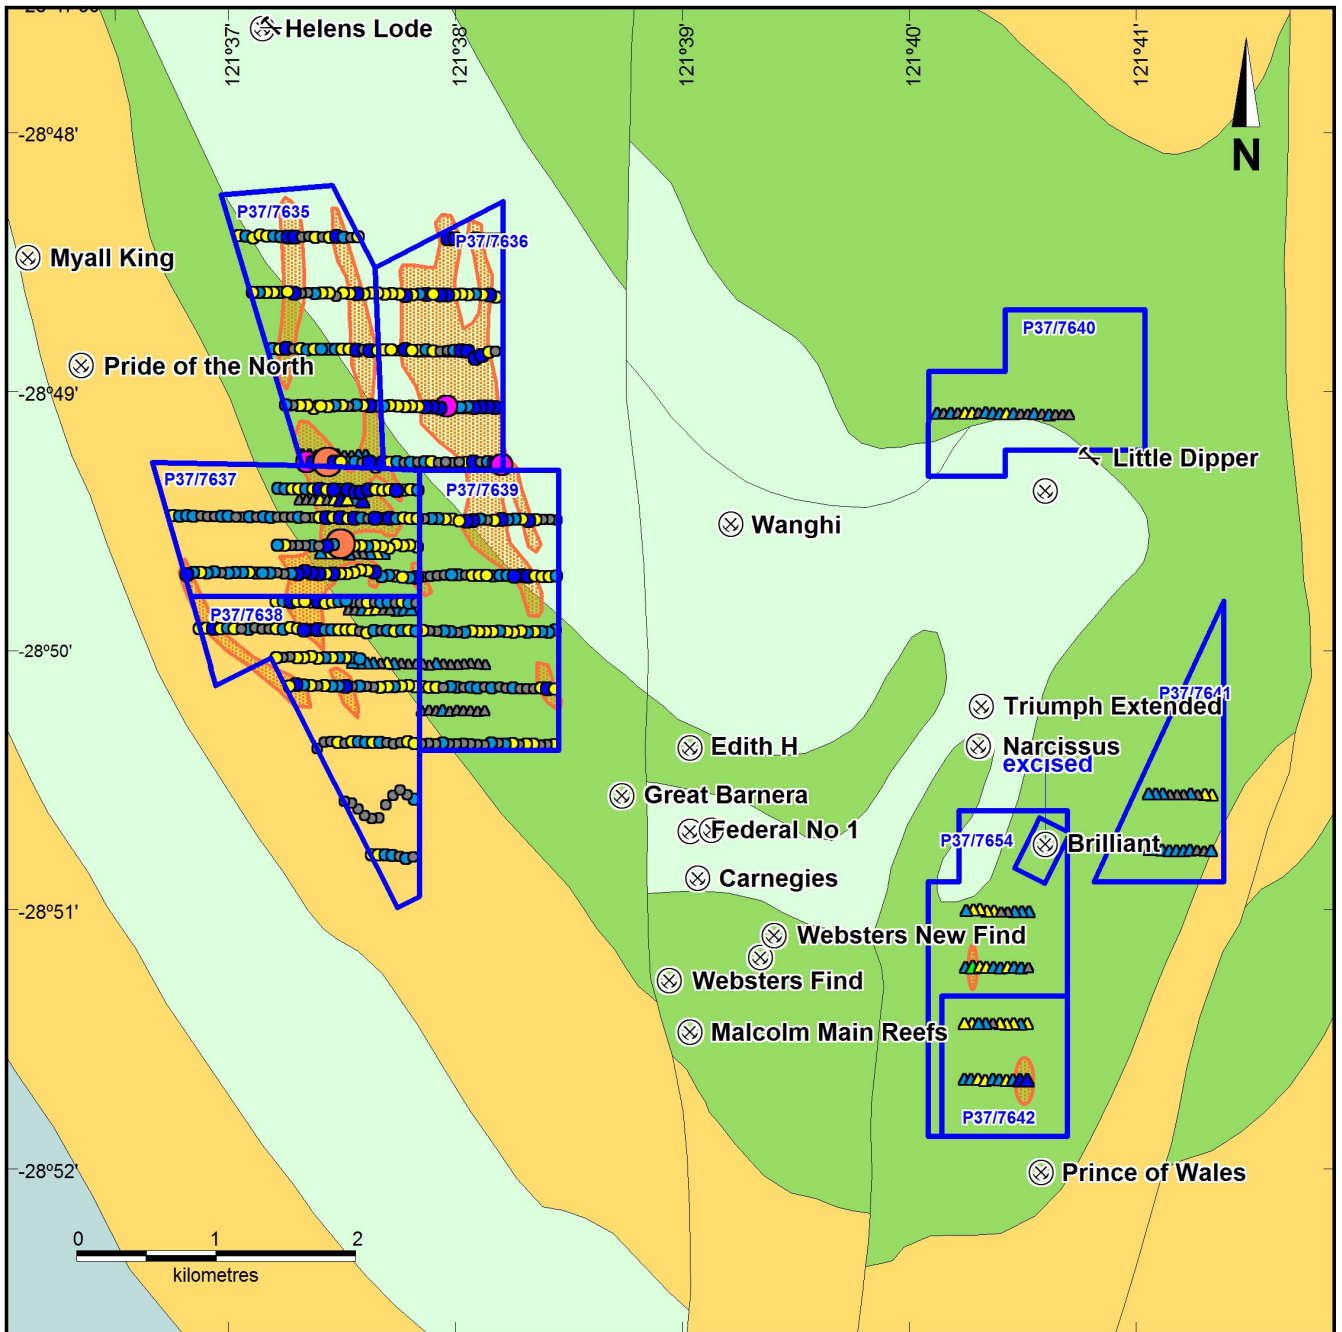 Helens Lode
121°37'
121°38'
121°39'
121°40'
121°41'
-28°48'
N
P37/7635
P37/7636
Myall King
P37/7640
Pride of the North
-28°49'
Little Dipper
P37/7637
P37/7639
Wanghi
P37/7638
-28°50'
P37/7641
Triumph Extended
Narcissus
excised
Edith H
Great Barnera
Federal No 1
P37/7654
Brilliant
Carnegies
-28°51'
Websters New Find
Websters Find
Malcolm Main Reefs
P37/7642
-28°52'
Prince of Wales
0 1 2
kilometres